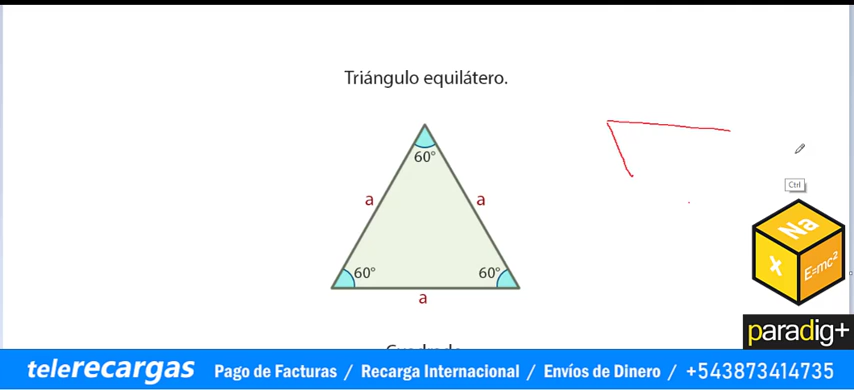 Triángulo equilátero.
60°
a
a
60°
60°
a
Ctrl
Na
x
E=mc²
paradig+
telerecargas Pago de Facturas / Recarga Internacional / Envíos de Dinero / +543873414735